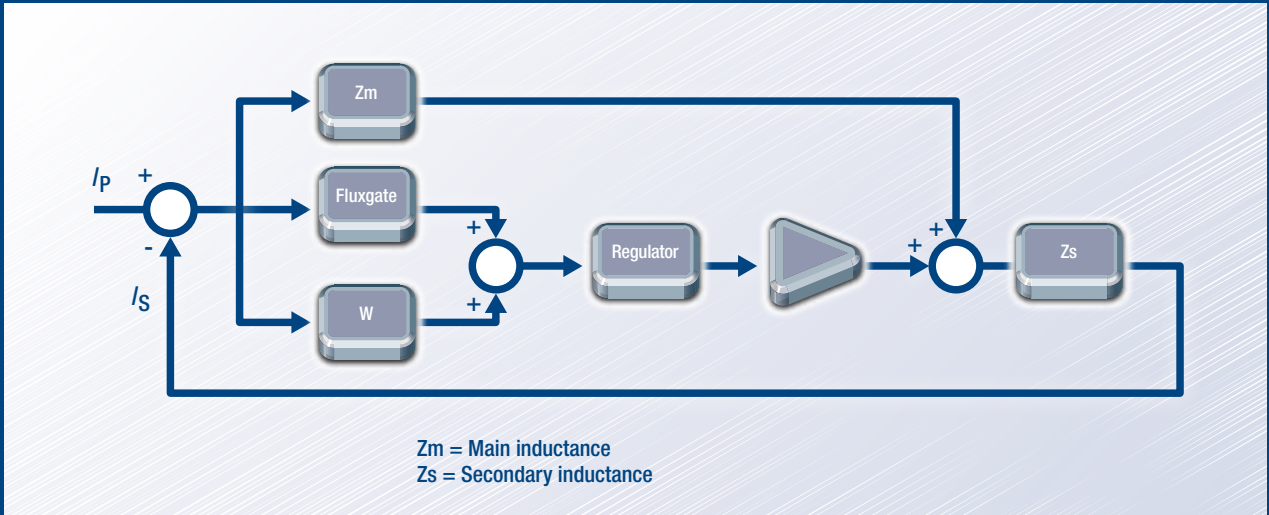 Zm
I P +
Fluxgate
+
-
Regulator
+ +
Zs
I S
W
+
Zm = Main inductance
Zs = Secondary inductance